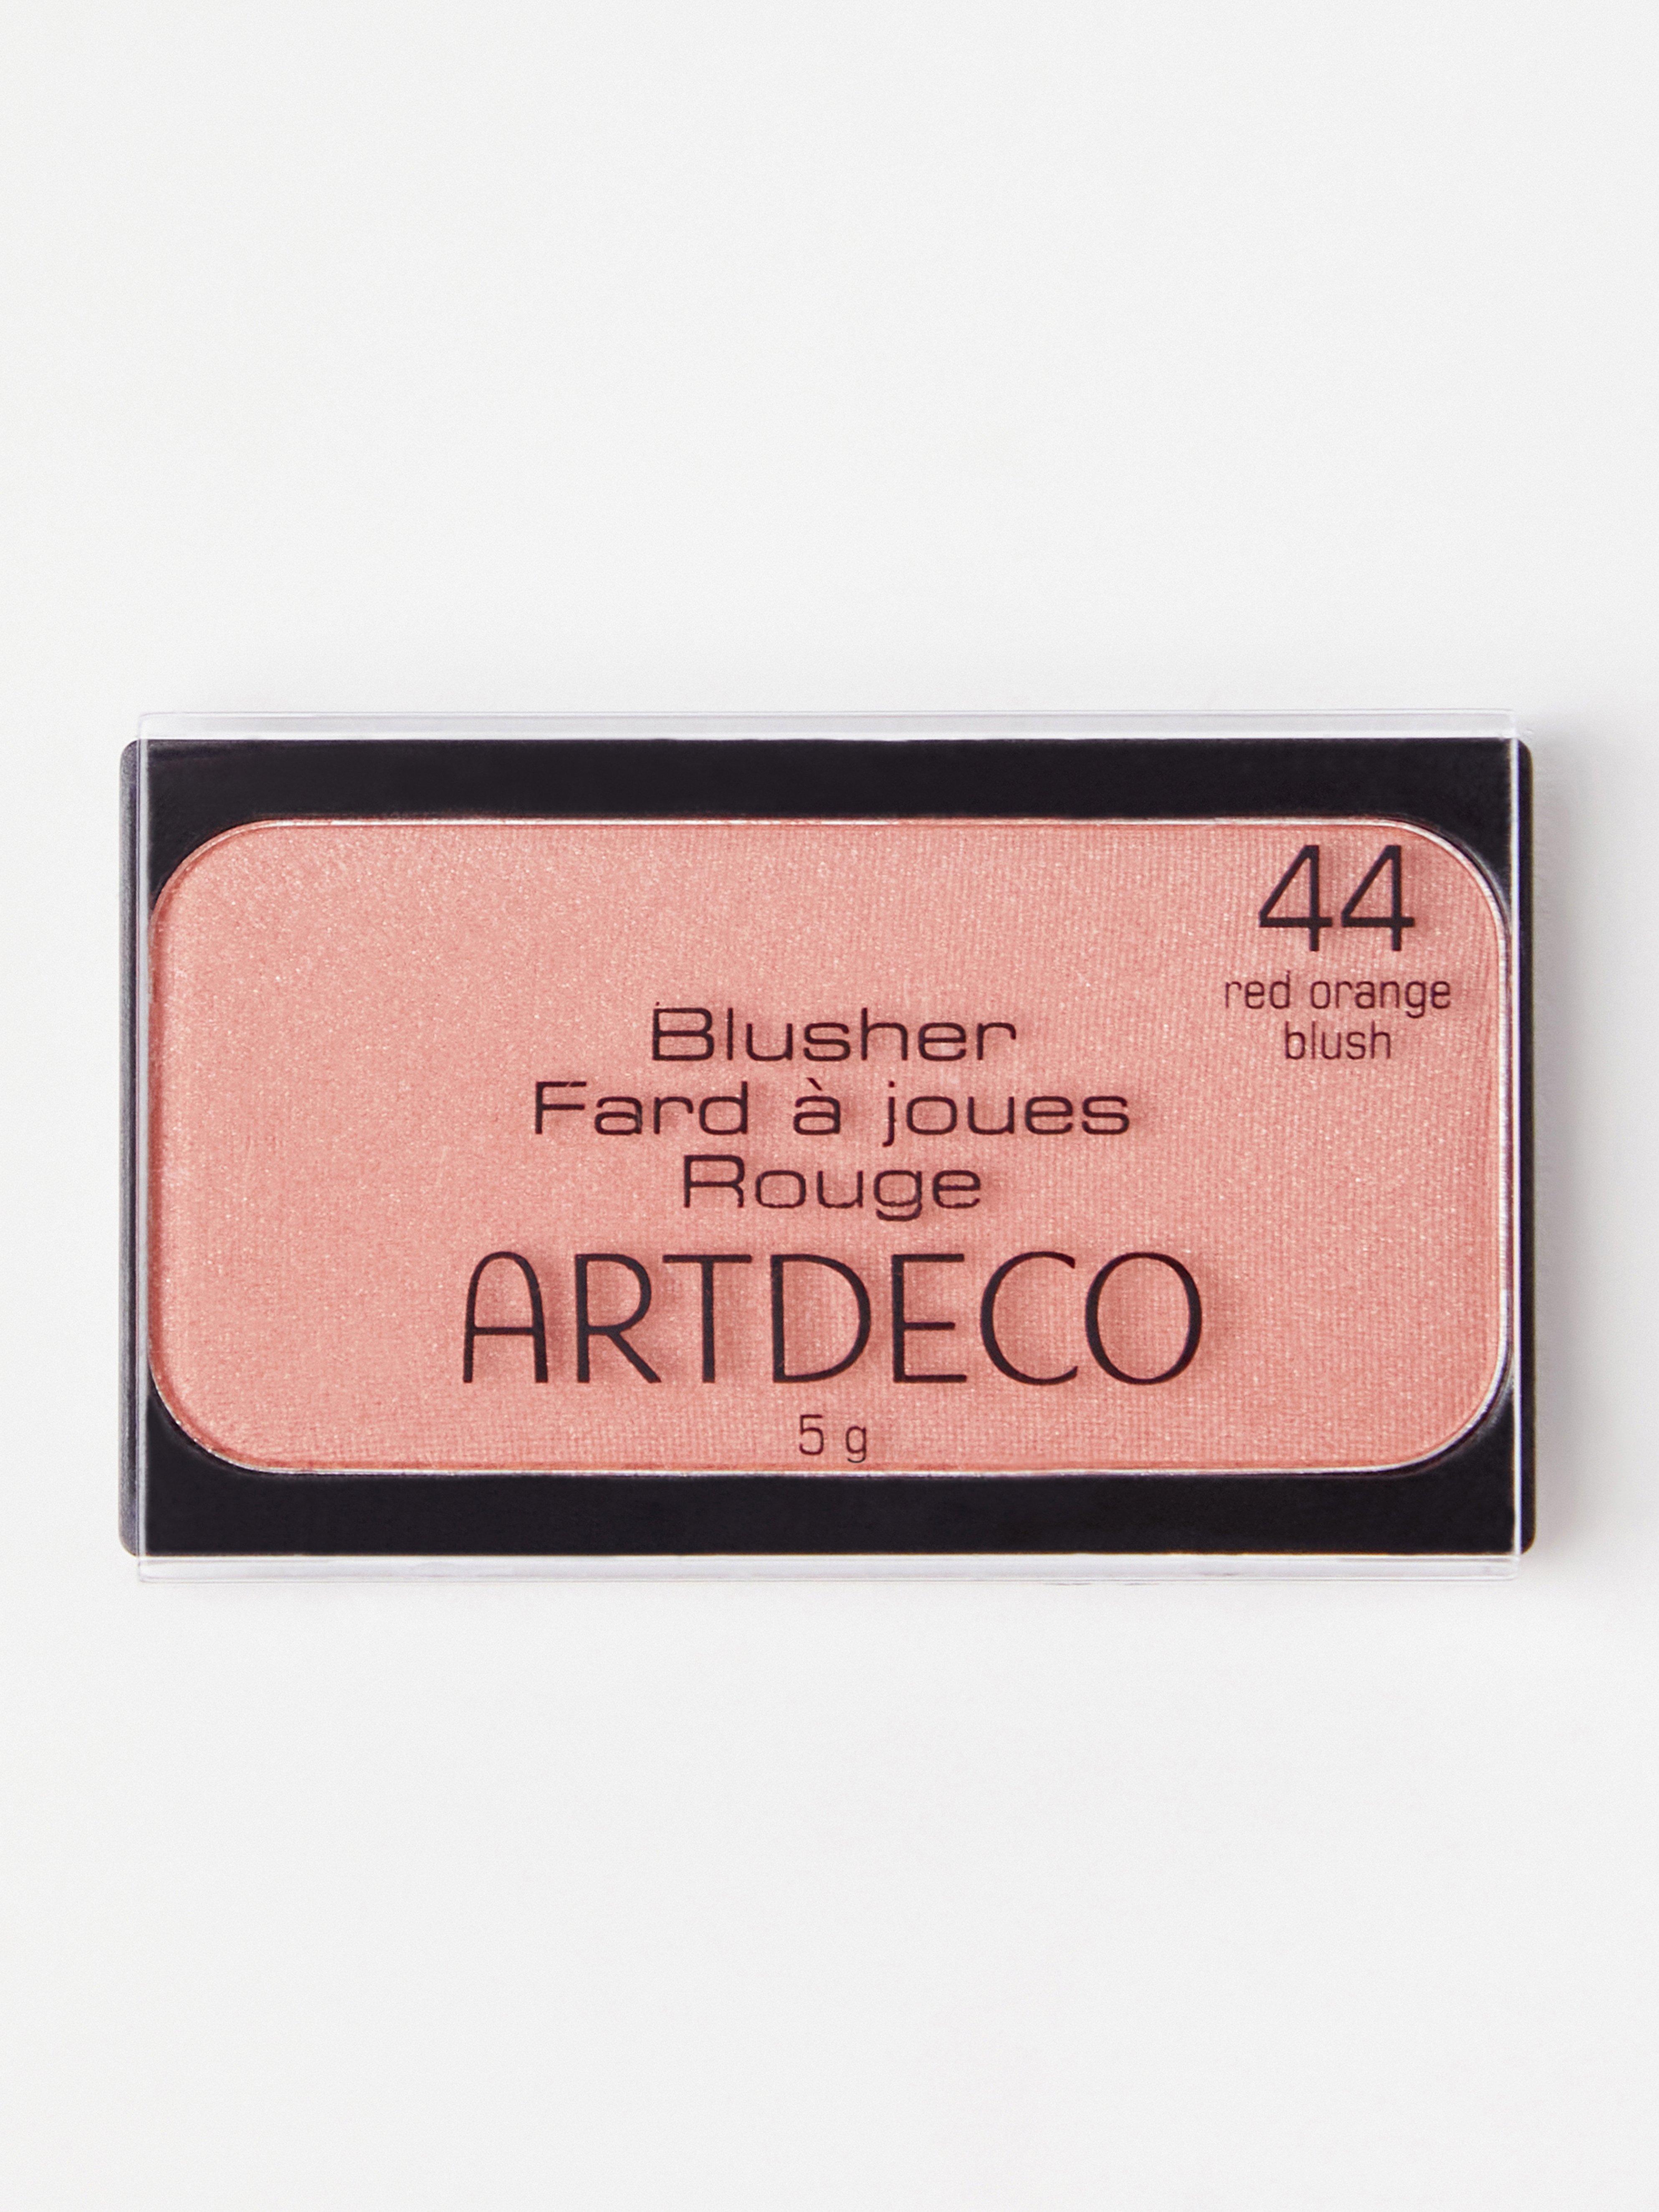 44
red orange
blush
Blusher
Fard à joues
Rouge
ARTDECO
5 g